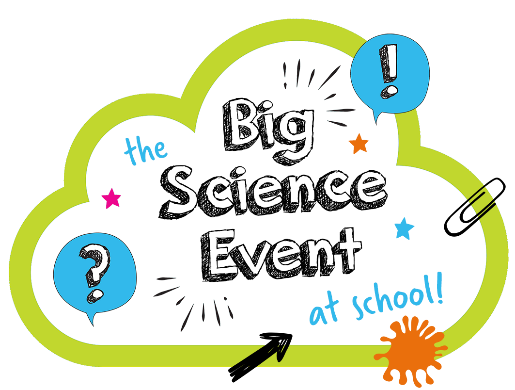 !
the
Big
Science
Event
?
at school!